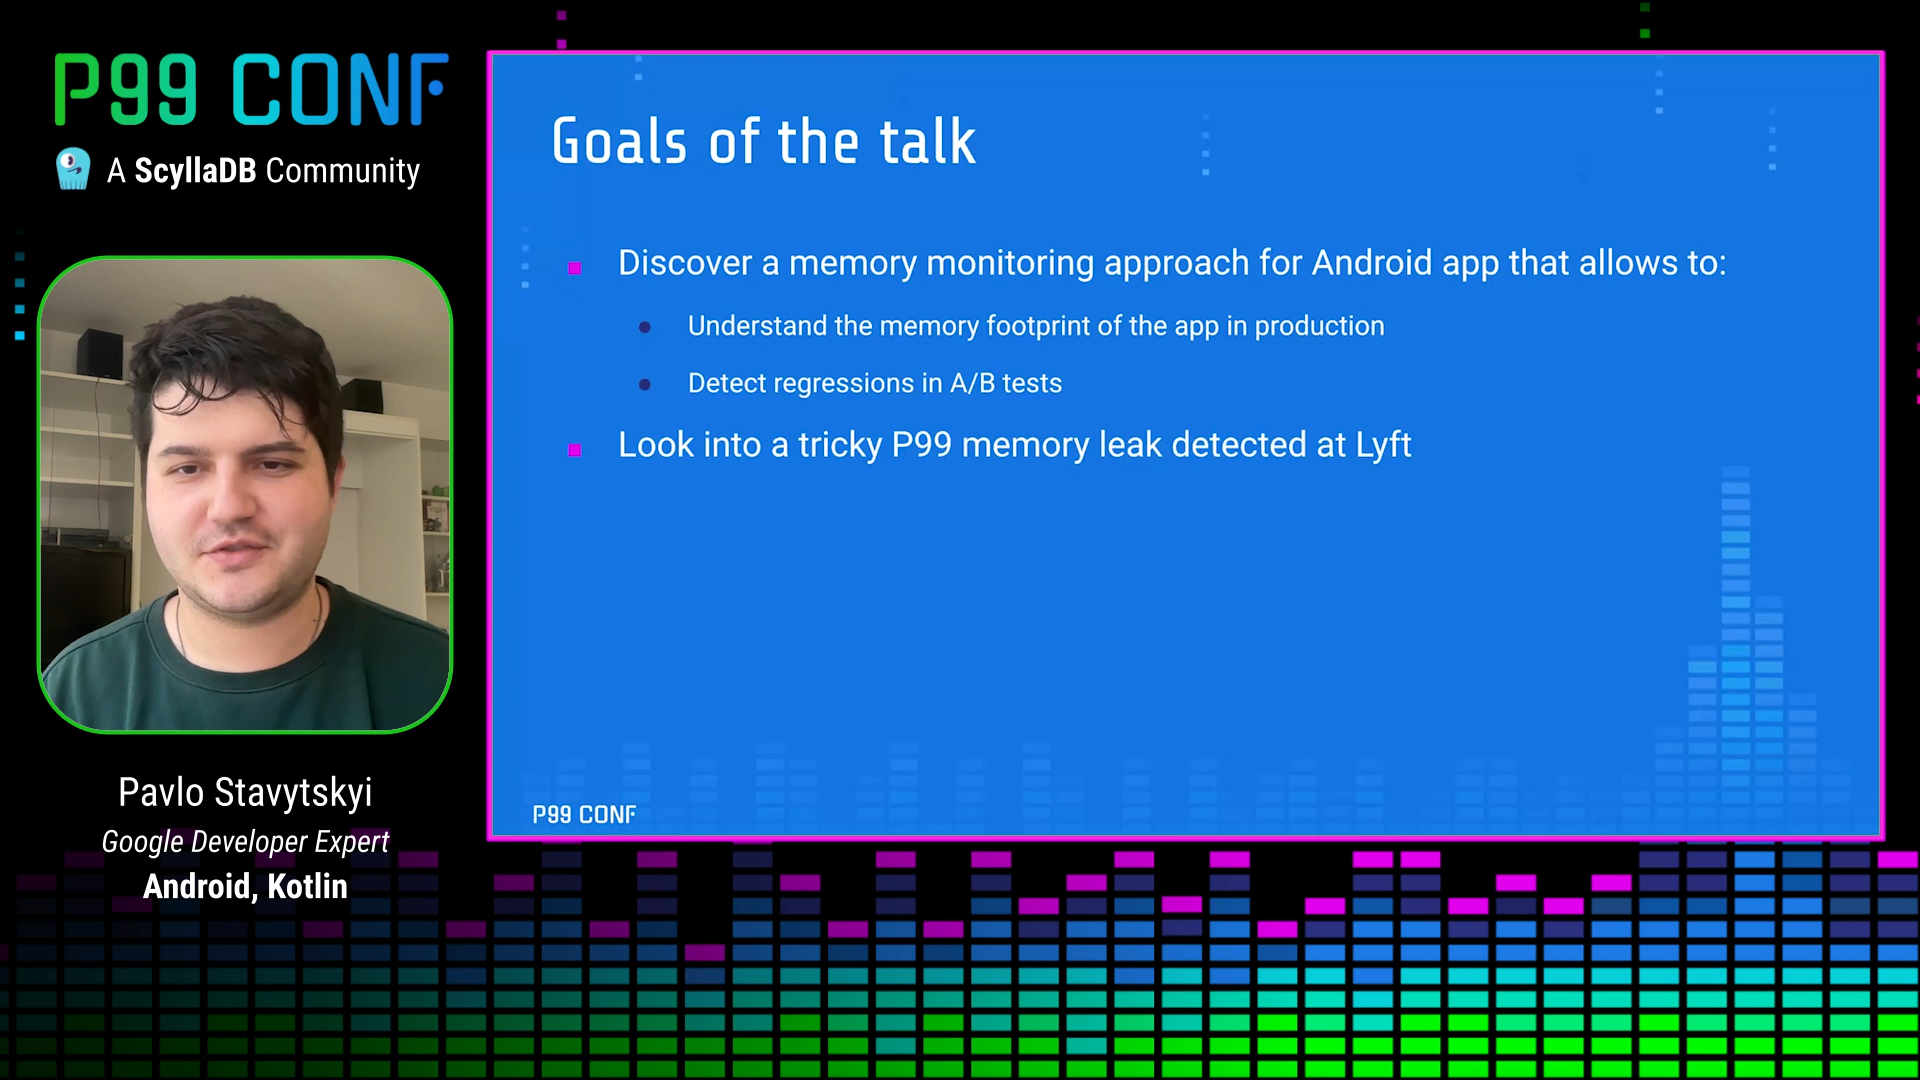 P99 CONF
A ScyllaDB Community
Pavlo Stavytskyi
Google Developer Expert
Android, Kotlin
Goals of the talk
Discover a memory monitoring approach for Android app that allows to:
Understand the memory footprint of the app in production
Detect regressions in A/B tests
Look into a tricky P99 memory leak detected at Lyft
P99 CONF